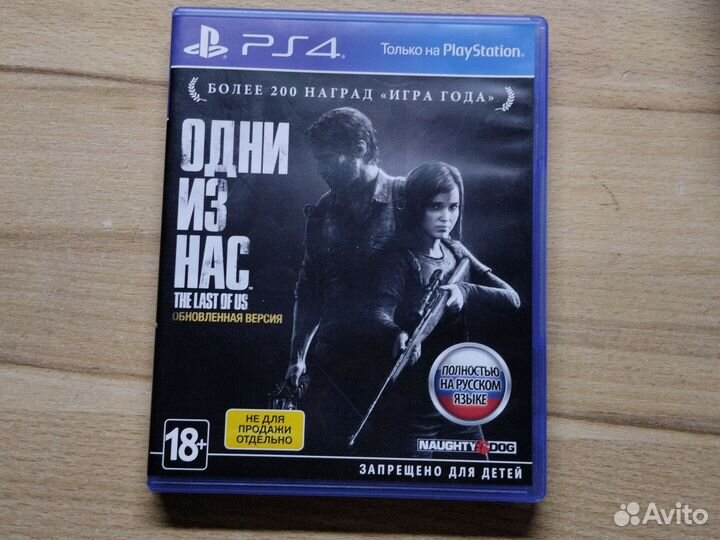 PS4
Только на PlayStation.
БОЛЕЕ 200 НАГРАД «ИГРА ГОДА»
ОДНИ
ИЗ
НАС™
THE LAST OF US
ОБНОВЛЕННАЯ ВЕРСИЯ
ПОЛНОСТЬЮ
НА РУССКОМ
ЯЗЫКЕ
НЕ ДЛЯ
ПРОДАЖИ
ОТДЕЛЬНО
18+
NAUGHTY DOG
ЗАПРЕЩЕНО ДЛЯ ДЕТЕЙ
Avito